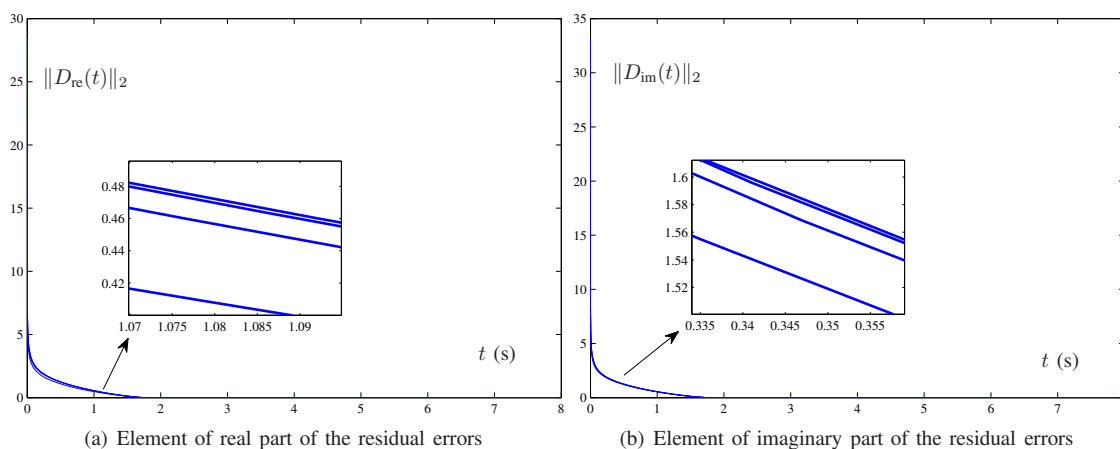 30
25
20
15
10
5
0
0 1 2 3 4 5 6 7 8
‖D_re(t)‖_2
0.48
0.46
0.44
0.42
1.07 1.075 1.08 1.085 1.09
t (s)
(a) Element of real part of the residual errors
35
30
25
20
15
10
5
0
0 1 2 3 4 5 6 7
‖D_im(t)‖_2
1.6
1.58
1.56
1.54
1.52
0.335 0.34 0.345 0.35 0.355
t (s)
(b) Element of imaginary part of the residual errors